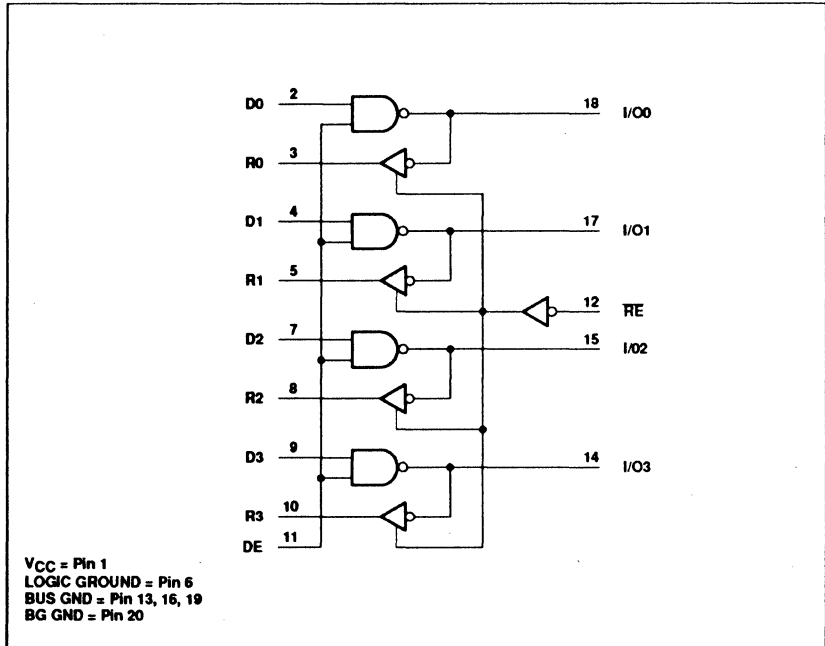 D0 2 18 I/O0
R0 3
D1 4 17 I/O1
R1 5
12 R̅E̅
D2 7 15 I/02
R2 8
D3 9 14 I/O3
R3 10
DE 11
VCC = Pin 1
LOGIC GROUND = Pin 6
BUS GND = Pin 13, 16, 19
BG GND = Pin 20